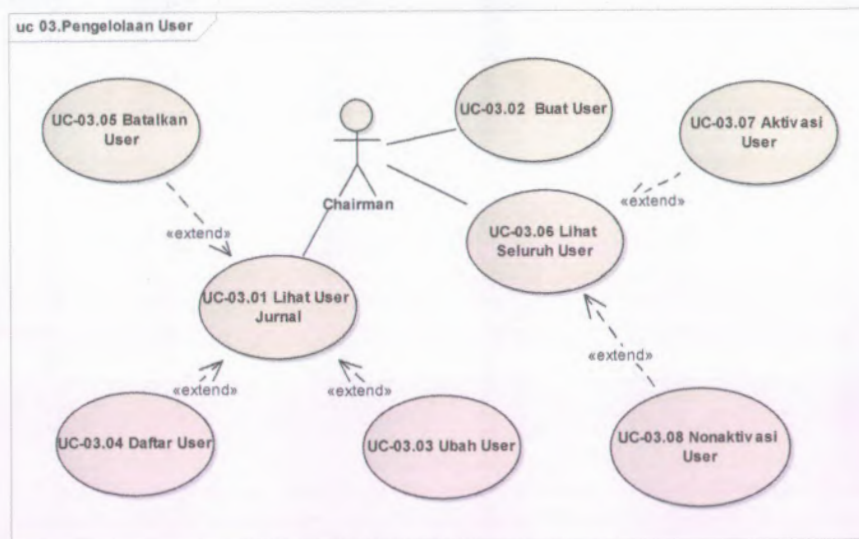 uc 03.Pengelolaan User
UC-03.05 Batalkan
User
UC-03.02 Buat User
UC-03.07 Aktivasi
User
Chairman
«extend»
«extend»
UC-03.06 Lihat
Seluruh User
UC-03.01 Lihat User
Jurnal
«extend»
«extend»
«extend»
UC-03.04 Daftar User
UC-03.03 Ubah User
UC-03.08 Nonaktivasi
User